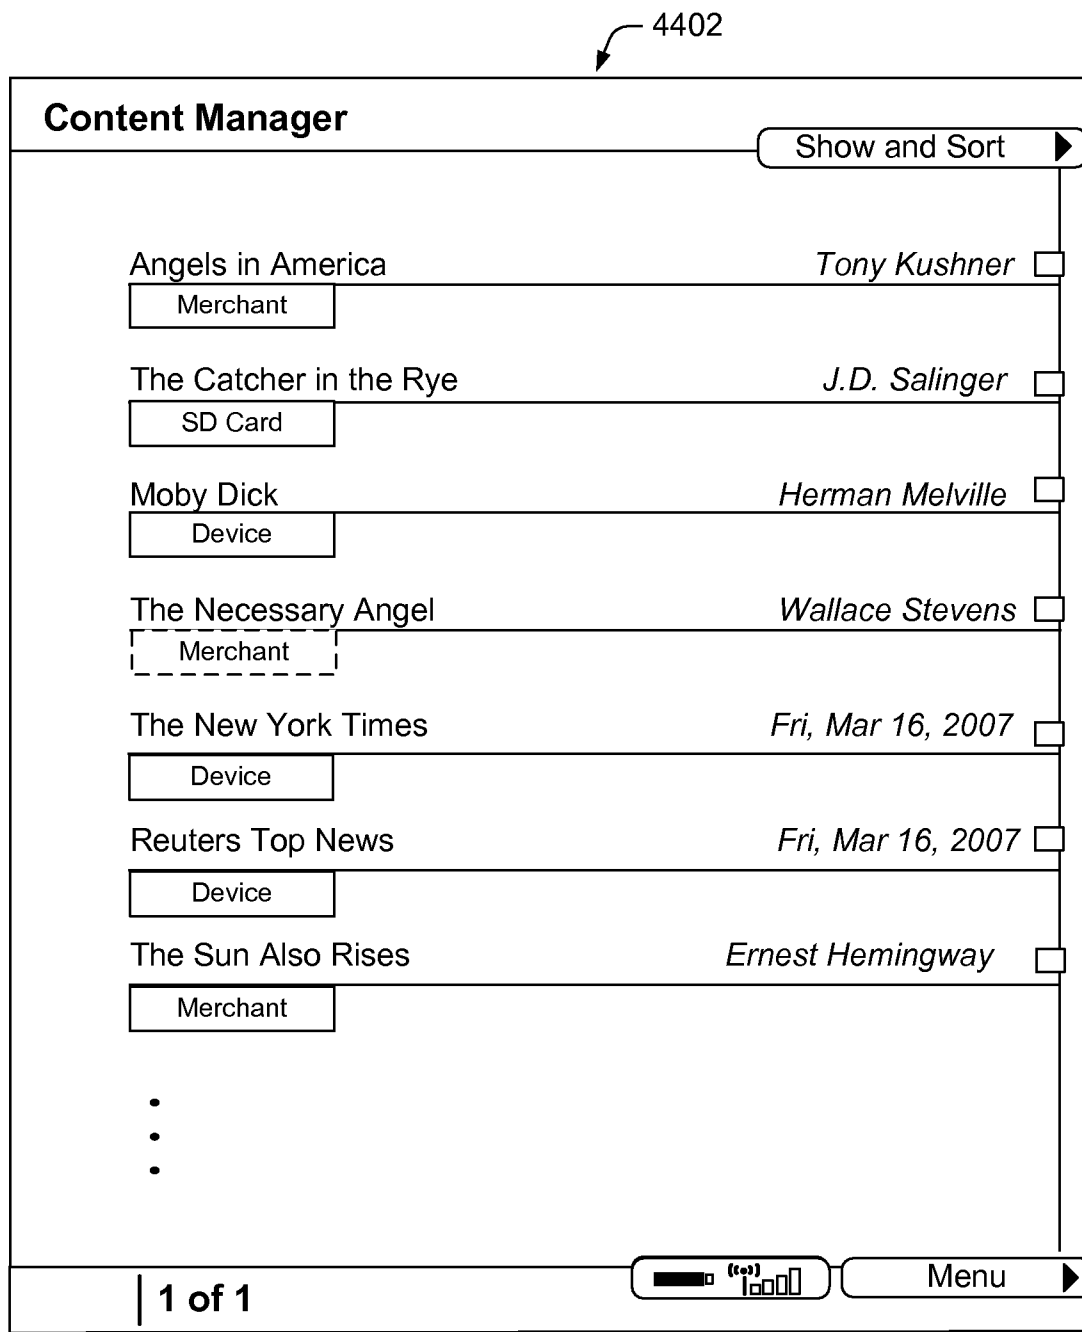 4402
Content Manager
Show and Sort
Angels in America Tony Kushner
Merchant
The Catcher in the Rye J.D. Salinger
SD Card
Moby Dick Herman Melville
Device
The Necessary Angel Wallace Stevens
Merchant
The New York Times Fri, Mar 16, 2007
Device
Reuters Top News Fri, Mar 16, 2007
Device
The Sun Also Rises Ernest Hemingway
Merchant
1 of 1 Menu